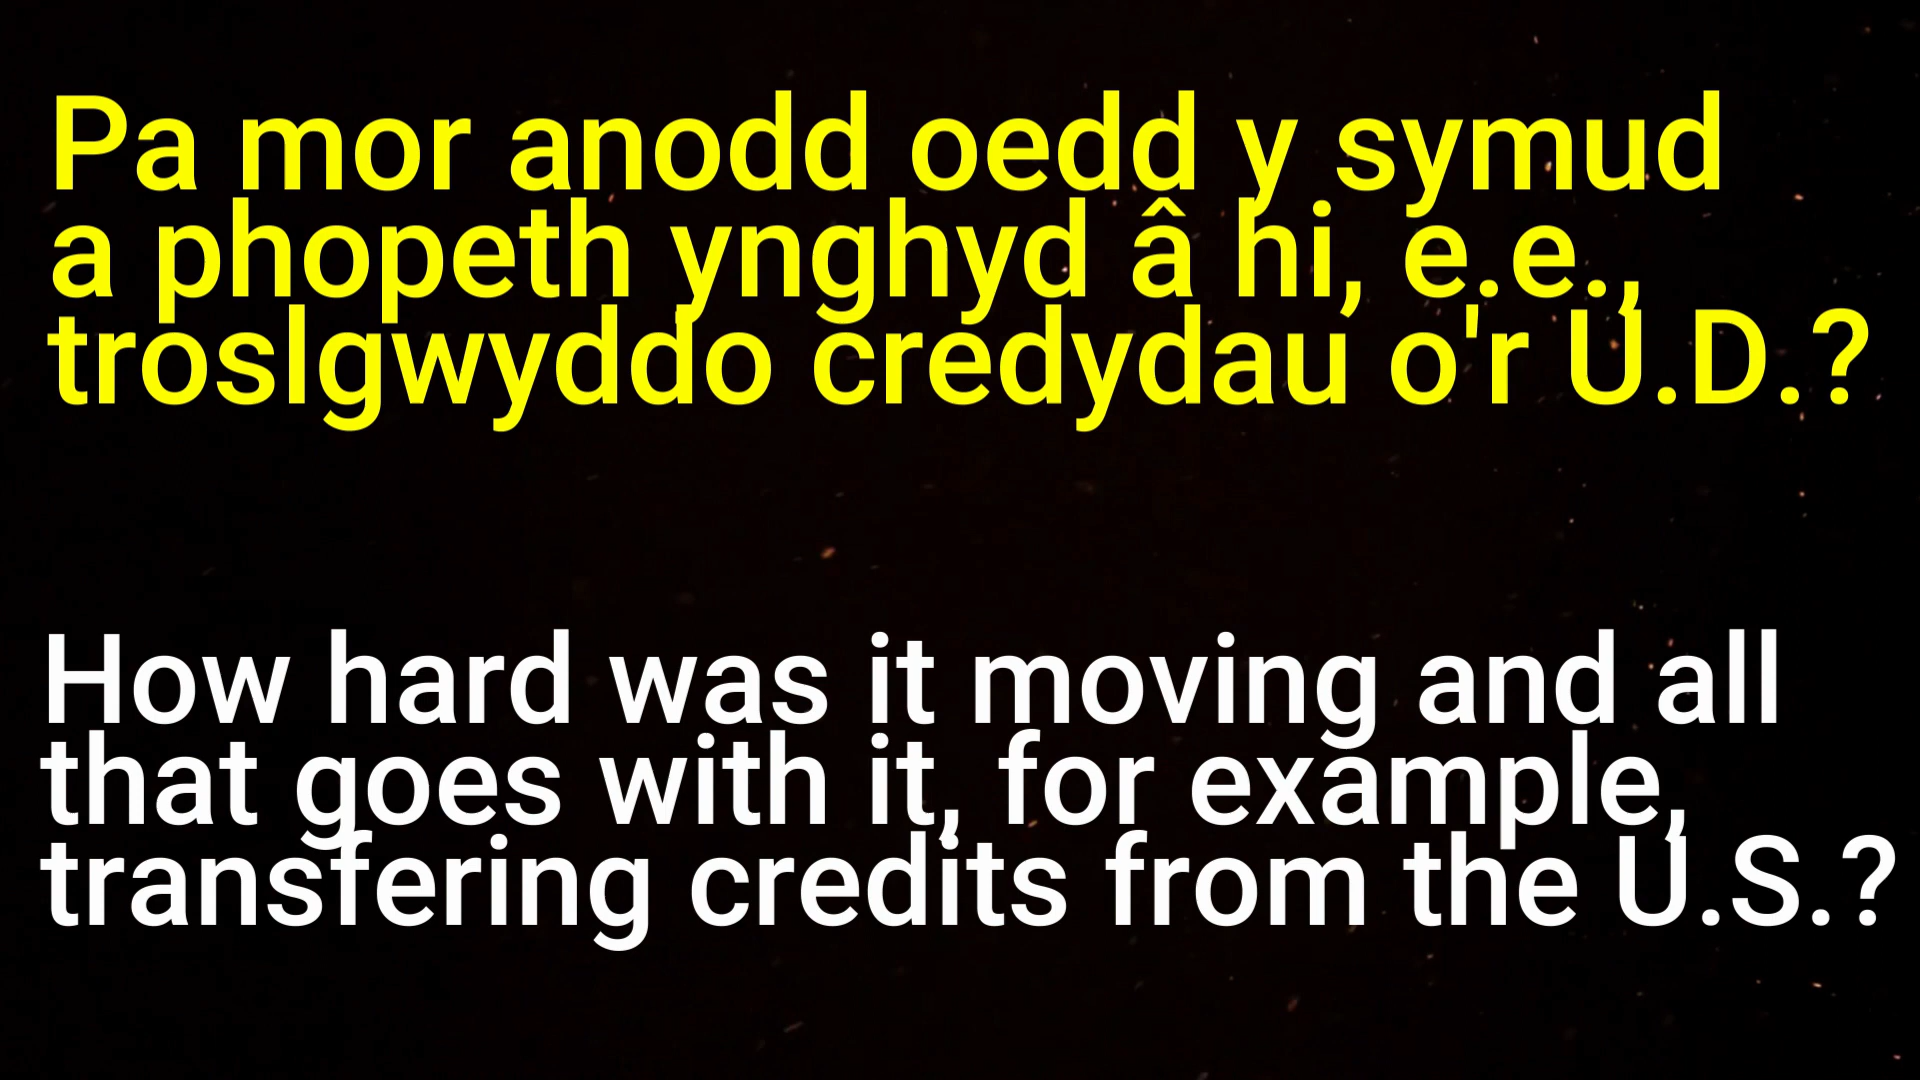 Pa mor anodd oedd y symud
a phopeth ynghyd â hi, e.e.,
troslgwyddo credydau o'r U.D.?
How hard was it moving and all
that goes with it, for example,
transfering credits from the U.S.?